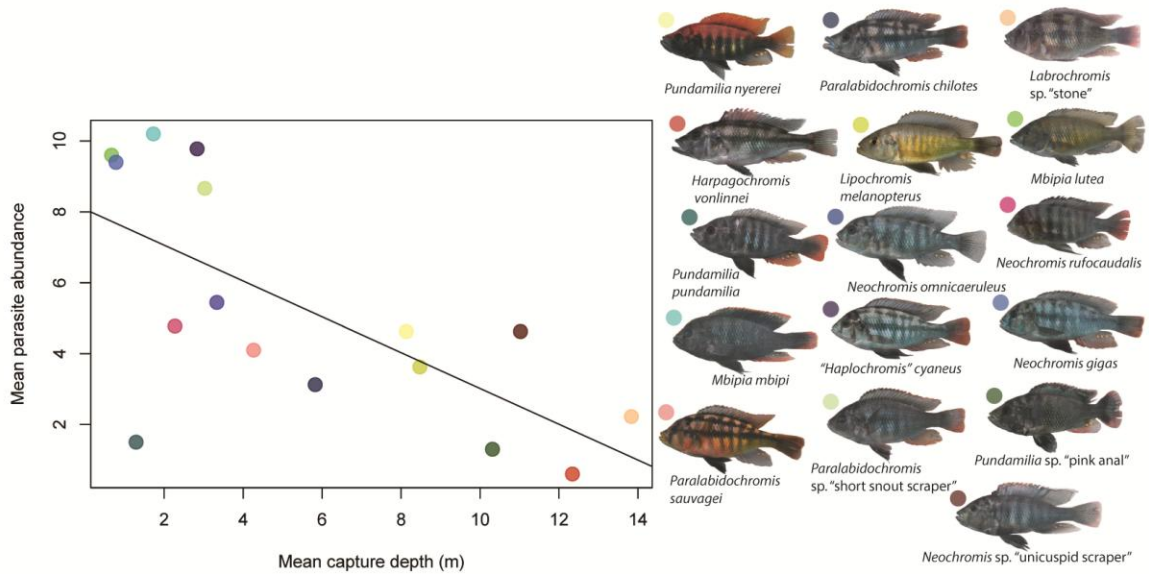 Mean parasite abundance
10
8
6
4
2
2
4
6
8
10
12
14
Mean capture depth (m)
Pundamilia nyererei
Paralabidochromis chilotes
Labrochromis
sp. "stone"
Harpagochromis
vonlinnei
Lipochromis
melanopterus
Mbipia lutea
Pundamilia
pundamilia
Neochromis omnicaeruleus
Neochromis rufocaudalis
Mbipia mbipi
"Haplochromis" cyaneus
Neochromis gigas
Paralabidochromis
sauvagei
Paralabidochromis
sp. "short snout scraper"
Pundamilia sp. "pink anal"
Neochromis sp. "unicuspid scraper"